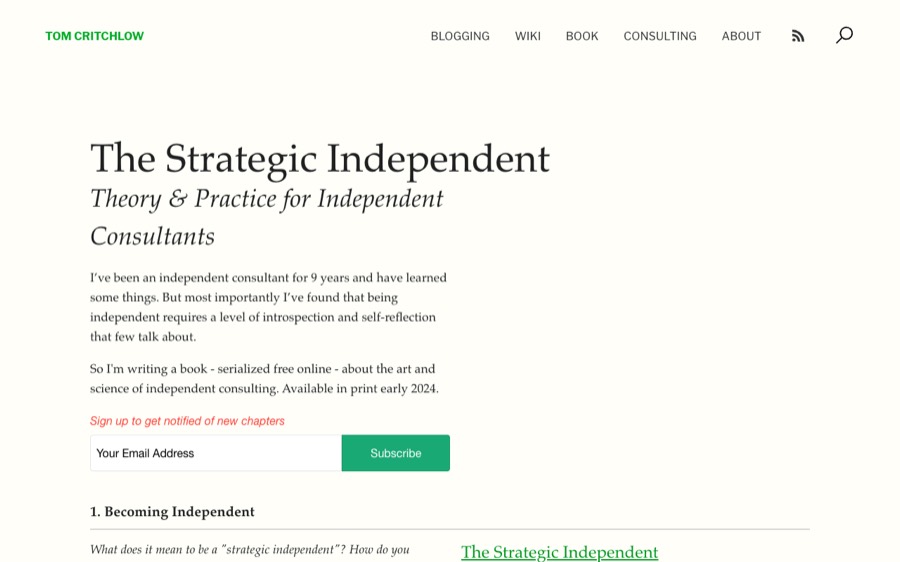 TOM CRITCHLOW
BLOGGING WIKI BOOK CONSULTING ABOUT
The Strategic Independent
Theory & Practice for Independent
Consultants
I've been an independent consultant for 9 years and have learned
some things. But most importantly I've found that being
independent requires a level of introspection and self-reflection
that few talk about.
So I'm writing a book - serialized free online - about the art and
science of independent consulting. Available in print early 2024.
Sign up to get notified of new chapters
Your Email Address Subscribe
1. Becoming Independent
What does it mean to be a "strategic independent"? How do you
The Strategic Independent